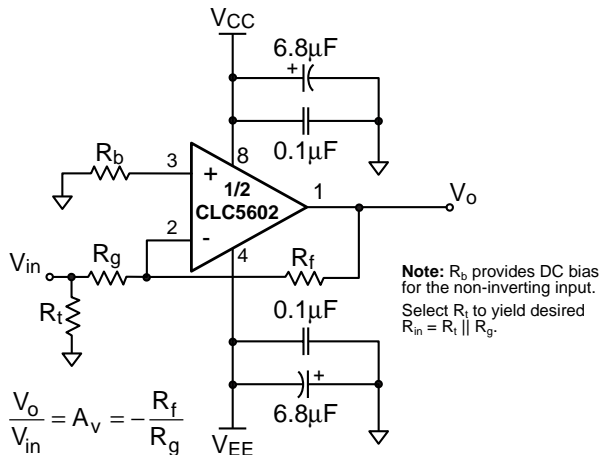 VCC
6.8µF
+
0.1µF
Rb
3
8
+
1/2
CLC5602
1
Vo
2
-
4
Vin
Rg
Rf
Rt
Note: Rb provides DC bias
for the non-inverting input.
Select Rt to yield desired
Rin = Rt || Rg.
0.1µF
+
6.8µF
VEE
Vo/Vin = Av = -Rf/Rg